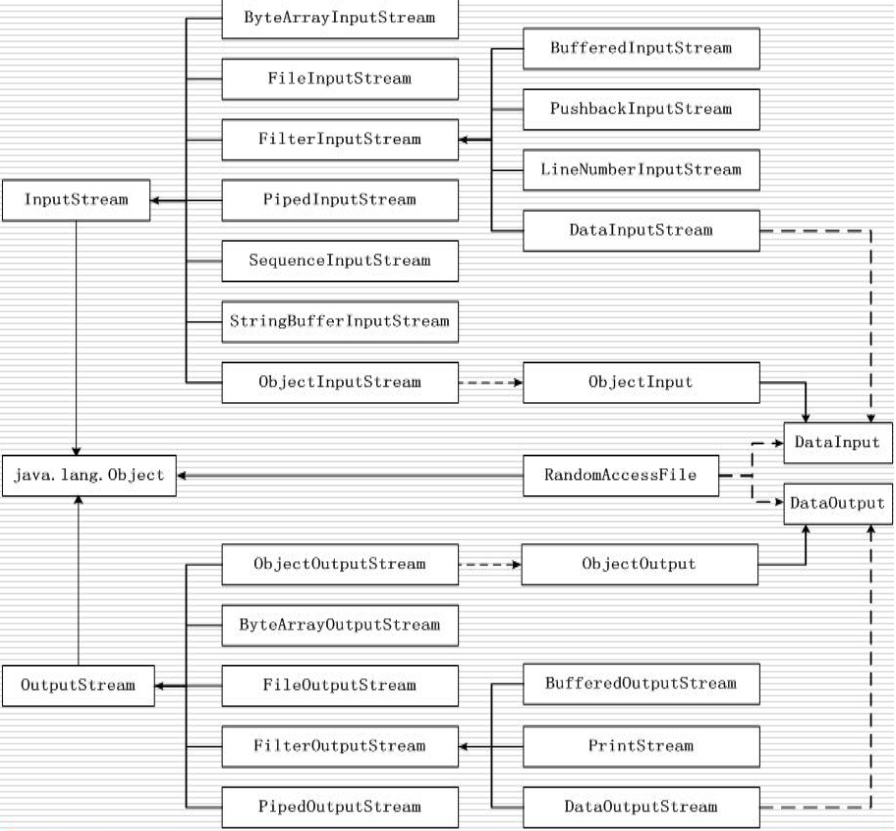 ByteArrayInputStream
BufferedInputStream
FileInputStream
PushbackInputStream
FilterInputStream
LineNumberInputStream
InputStream
PipedInputStream
DataInputStream
SequenceInputStream
StringBufferInputStream
ObjectInputStream
ObjectInput
DataInput
java.lang.Object
RandomAccessFile
DataOutput
ObjectOutputStream
ObjectOutput
ByteArrayOutputStream
OutputStream
FileOutputStream
BufferedOutputStream
FilterOutputStream
PrintStream
PipedOutputStream
DataOutputStream